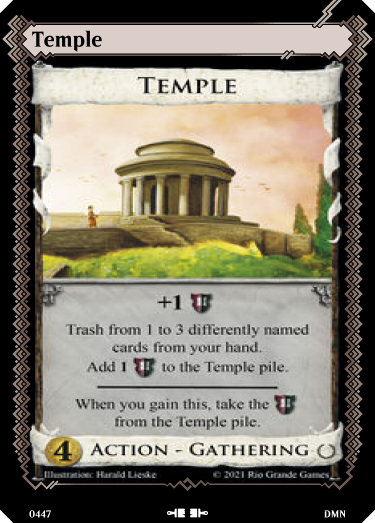 Temple
TEMPLE
+1
Trash from 1 to 3 differently named
cards from your hand.
Add 1 to the Temple pile.
When you gain this, take the
from the Temple pile.
4 ACTION - GATHERING
Illustration: Harald Lieske © 2021 Rio Grande Games
0447 DMN